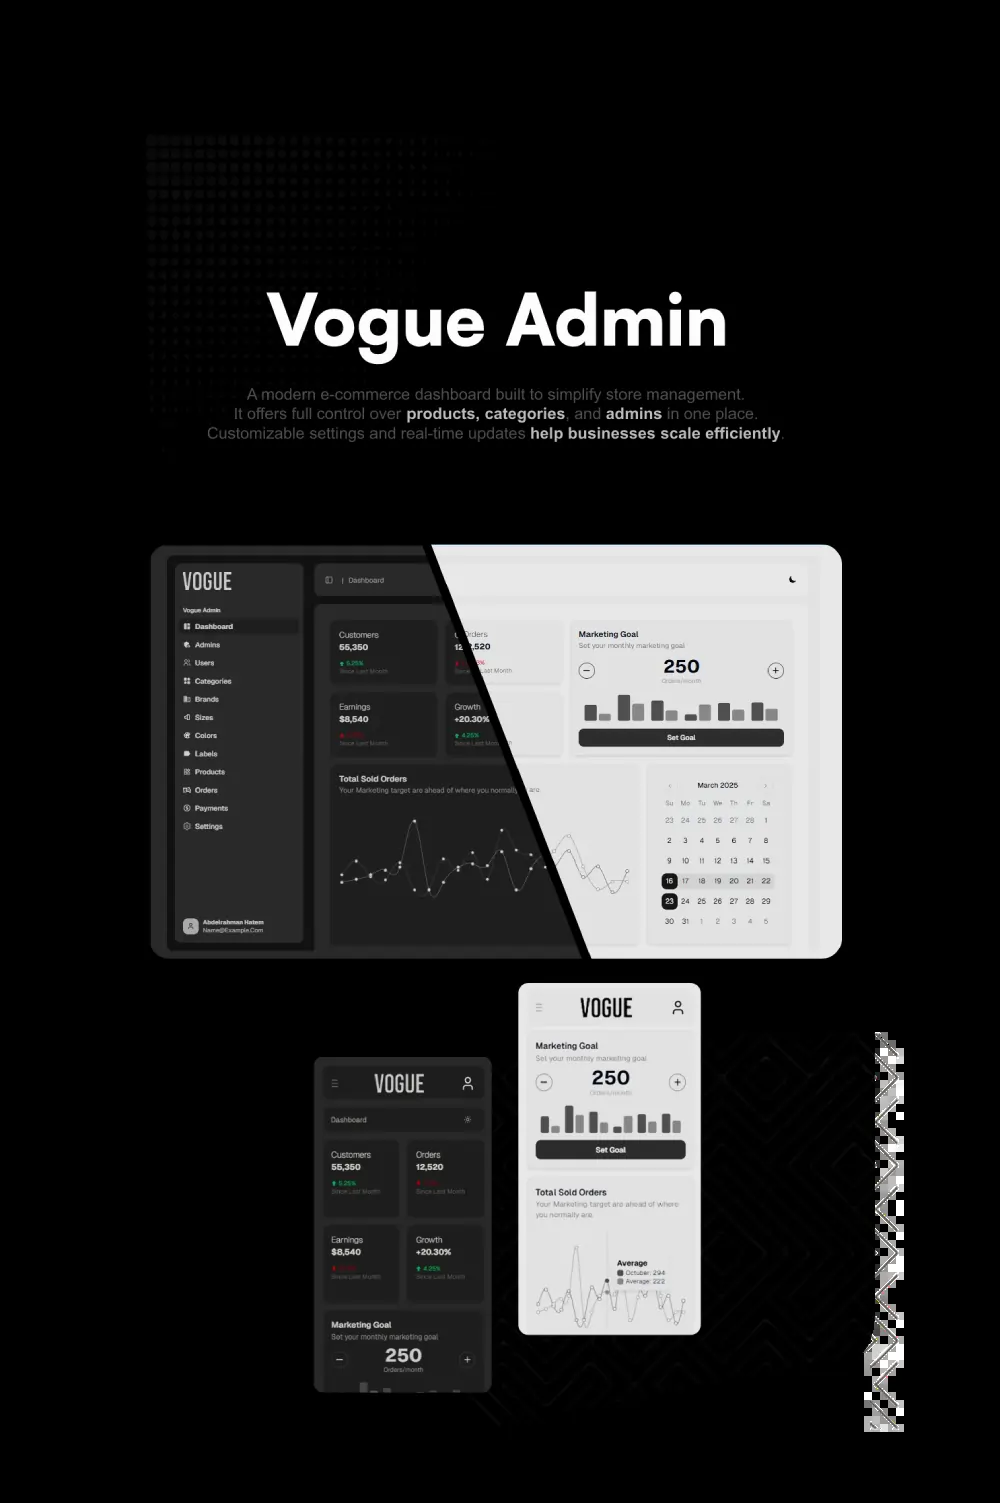 Vogue Admin
A modern e-commerce dashboard built to simplify store management.
It offers full control over products, categories, and admins in one place.
Customizable settings and real-time updates help businesses scale efficiently.
VOGUE
Vogue Admin
Dashboard
Admins
Users
Categories
Brands
Sizes
Colors
Labels
Products
Orders
Payments
Settings
Abdelrahman Hatem
Name@Example.Com
Dashboard
Customers
55,350
5.25%
Since Last Month
Orders
12,520
Since Last Month
Earnings
$8,540
Since Last Month
Growth
+20.30%
4.25%
Since Last Month
Marketing Goal
Set your monthly marketing goal
250
Orders/month
Set Goal
Total Sold Orders
Your Marketing target are ahead of where you normally are
March 2025
Su Mo Tu We Th Fr Sa
23 24 25 26 27 28 1
2 3 4 5 6 7 8
9 10 11 12 13 14 15
16 17 18 19 20 21 22
23 24 25 26 27 28 29
30 31 1 2 3 4 5
VOGUE
Dashboard
Customers
55,350
5.25%
Since Last Month
Orders
12,520
Since Last Month
Earnings
$8,540
Since Last Month
Growth
+20.30%
4.25%
Since Last Month
Marketing Goal
Set your monthly marketing goal
250
Orders/month
VOGUE
Marketing Goal
Set your monthly marketing goal
250
Orders/month
Set Goal
Total Sold Orders
Your Marketing target are ahead of where
you normally are.
Average
October: 294
Average: 222